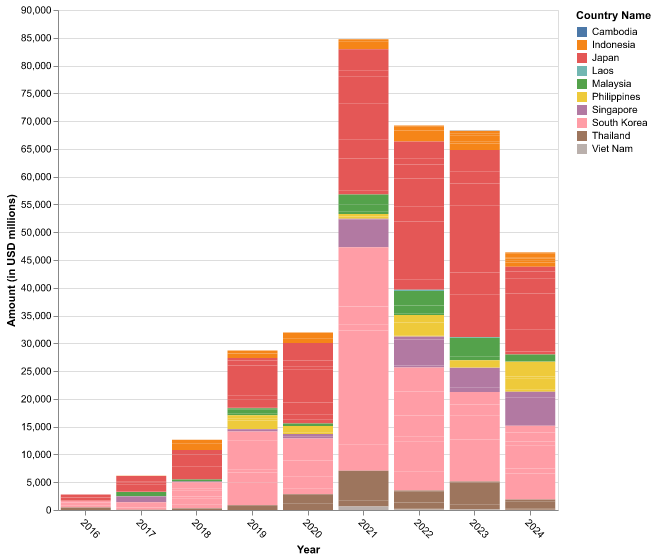 90,000
85,000
80,000
75,000
70,000
65,000
60,000
55,000
50,000
45,000
40,000
35,000
30,000
25,000
20,000
15,000
10,000
5,000
0
Amount (in USD millions)
2016
2017
2018
2019
2020
2021
2022
2023
2024
Year
Country Name
Cambodia
Indonesia
Japan
Laos
Malaysia
Philippines
Singapore
South Korea
Thailand
Viet Nam